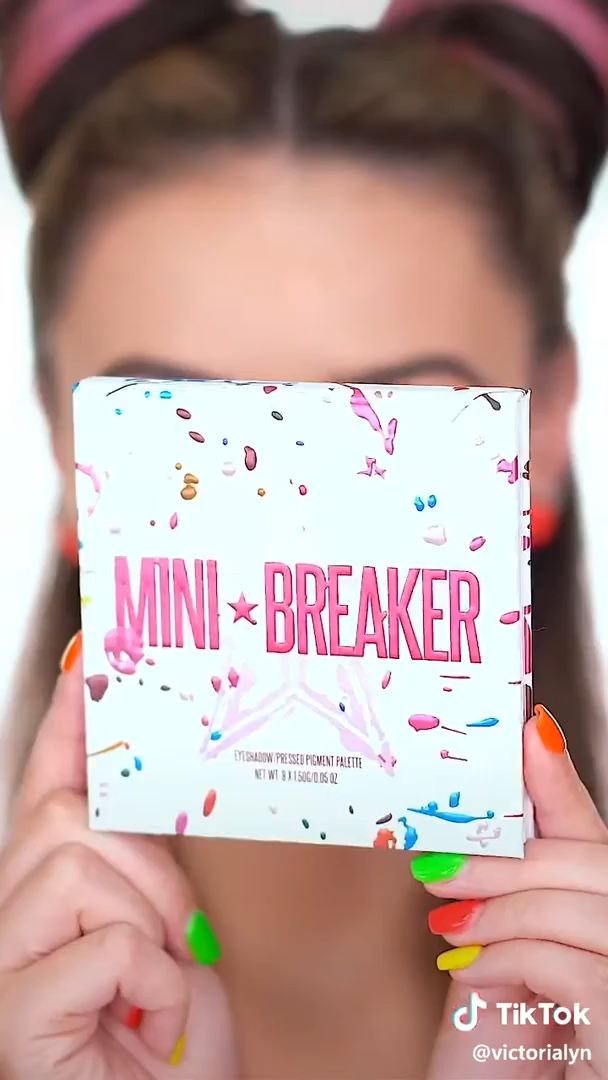 MINI ★ BREAKER
EYESHADOW/PRESSED PIGMENT PALETTE
NET WT. 9 X 1.50G/0.05 OZ
TikTok
@victorialyn